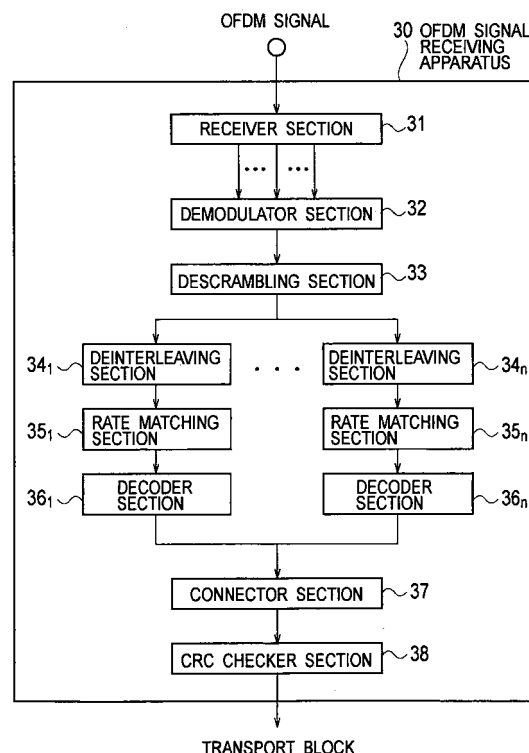 OFDM SIGNAL
30 OFDM SIGNAL
RECEIVING
APPARATUS
RECEIVER SECTION
31
... ...
DEMODULATOR SECTION
32
DESCRAMBLING SECTION
33
34₁
DEINTERLEAVING
SECTION
. . .
DEINTERLEAVING
SECTION
34ₙ
35₁
RATE MATCHING
SECTION
RATE MATCHING
SECTION
35ₙ
36₁
DECODER
SECTION
DECODER
SECTION
36ₙ
CONNECTOR SECTION
37
CRC CHECKER SECTION
38
TRANSPORT BLOCK